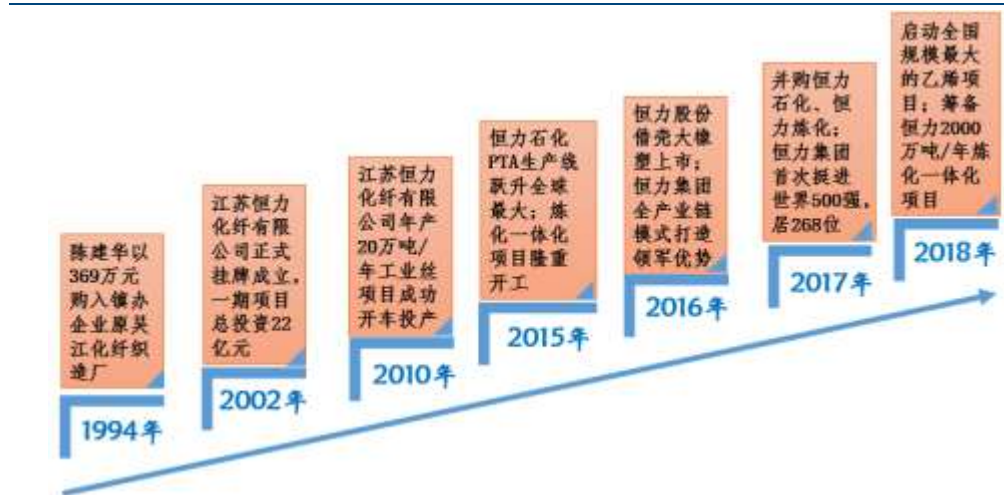 陈建华以
369万元
购入镇办
企业原吴
江化纤织
造厂
1994年
江苏恒力
化纤有限
公司正式
挂牌成立，
一期项目
总投资22
亿元
2002年
江苏恒力
化纤有限
公司年产
20万吨/
年工业丝
项目成功
开车投产
2010年
恒力石化
PTA生产线
跃升全球
最大；炼
化一体化
项目隆重
开工
2015年
恒力股份
借壳大橡
塑上市；
恒力集团
全产业链
模式打造
领军优势
2016年
并购恒力
石化、恒
力炼化；
恒力集团
首次挺进
世界500强，
居268位
2017年
启动全国
规模最大
的乙烯项
目；筹备
恒力2000
万吨/年炼
化一体化
项目
2018年